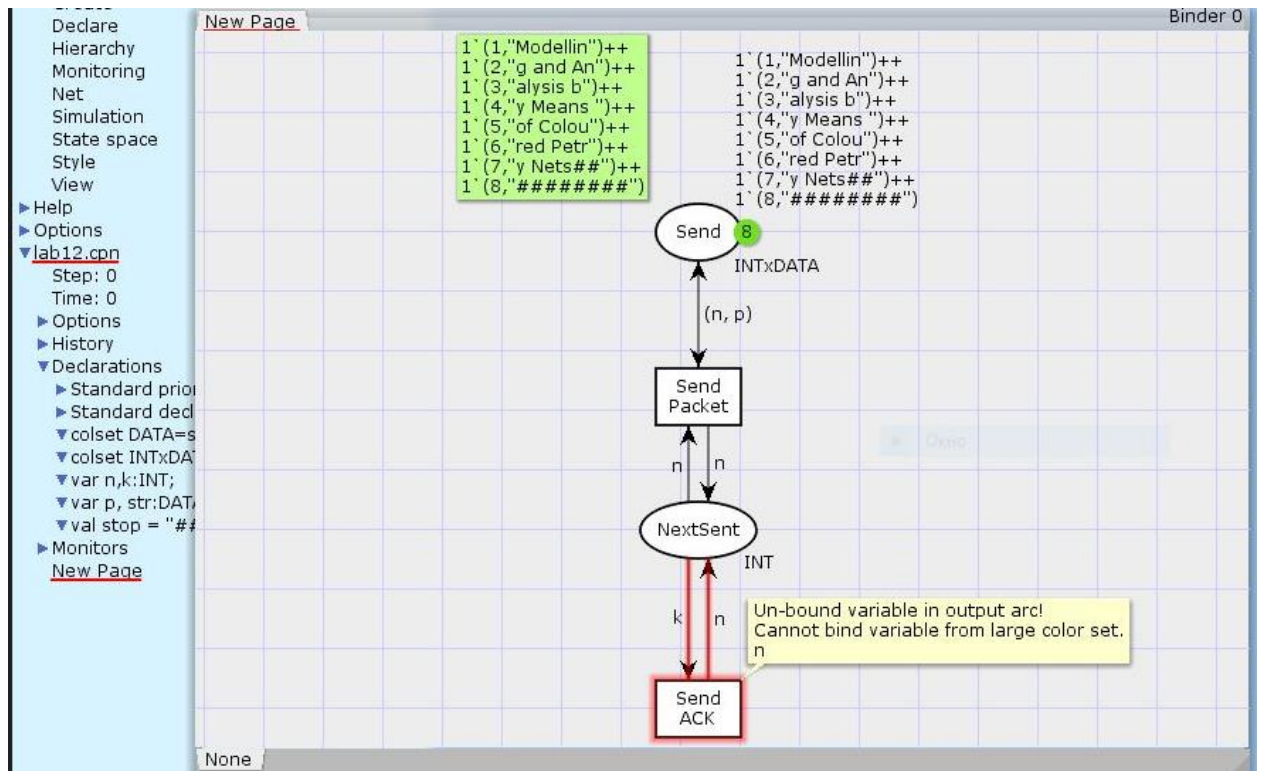 Declare
Hierarchy
Monitoring
Net
Simulation
State space
Style
View
Help
Options
lab12.cpn
Step: 0
Time: 0
Options
History
Declarations
Standard prior
Standard decl
colset DATA=s
colset INTxDA
var n,k:INT;
var p, str:DAT
val stop = "##
Monitors
New Page
New Page
Binder 0
1`(1,"Modellin")++
1`(2,"g and An")++
1`(3,"alysis b")++
1`(4,"y Means ")++
1`(5,"of Colou")++
1`(6,"red Petr")++
1`(7,"y Nets##")++
1`(8,"########")
1`(1,"Modellin")++
1`(2,"g and An")++
1`(3,"alysis b")++
1`(4,"y Means ")++
1`(5,"of Colou")++
1`(6,"red Petr")++
1`(7,"y Nets##")++
1`(8,"########")
Send
8
INTxDATA
(n, p)
Send
Packet
n
n
NextSent
INT
k
n
Un-bound variable in output arc!
Cannot bind variable from large color set.
n
Send
ACK
None